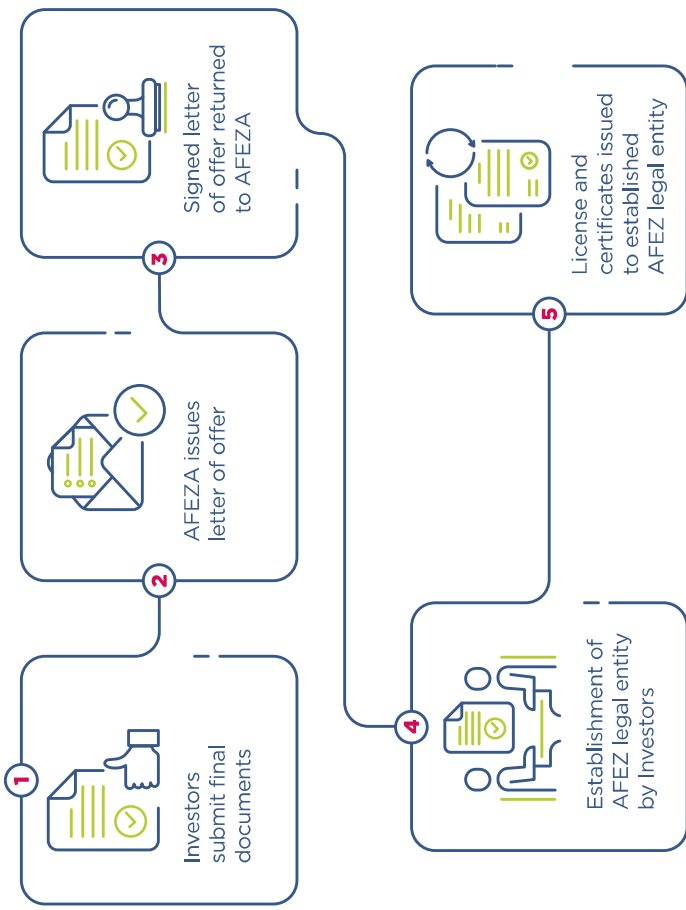 1
Investors
submit final
documents
2
AFEZA issues
letter of offer
3
Signed letter
of offer returned
to AFEZA
4
Establishment of
AFEZ legal entity
by Investors
5
License and
certificates issued
to established
AFEZ legal entity